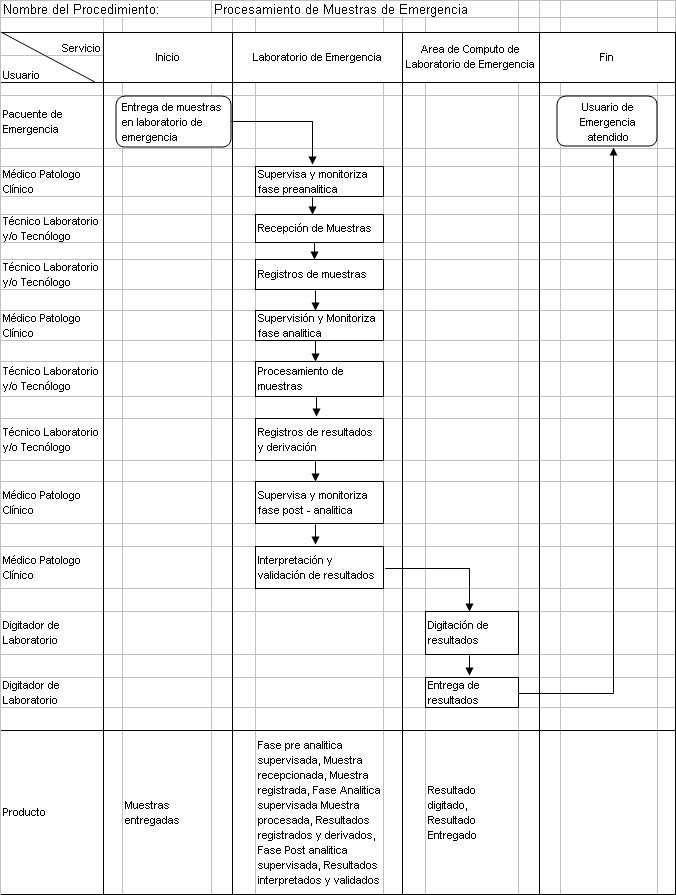 Nombre del Procedimiento: Procesamiento de Muestras de Emergencia
Servicio
Usuario
Inicio
Laboratorio de Emergencia
Area de Computo de
Laboratorio de Emergencia
Fin
Pacuente de
Emergencia
Entrega de muestras
en laboratorio de
emergencia
Usuario de
Emergencia
atendido
Médico Patologo
Clínico
Supervisa y monitoriza
fase preanalitica
Técnico Laboratorio
y/o Tecnólogo
Recepción de Muestras
Técnico Laboratorio
y/o Tecnólogo
Registros de muestras
Médico Patologo
Clínico
Supervisión y Monitoriza
fase analitica
Técnico Laboratorio
y/o Tecnólogo
Procesamiento de
muestras
Técnico Laboratorio
y/o Tecnólogo
Registros de resultados
y derivación
Médico Patologo
Clínico
Supervisa y monitoriza
fase post - analitica
Médico Patologo
Clínico
Interpretación y
validación de resultados
Digitador de
Laboratorio
Digitación de
resultados
Digitador de
Laboratorio
Entrega de
resultados
Producto
Muestras
entregadas
Fase pre analitica
supervisada, Muestra
recepcionada, Muestra
registrada, Fase Analitica
supervisada Muestra
procesada, Resultados
registrados y derivados,
Fase Post analitica
supervisada, Resultados
interpretados y validados
Resultado
digitado,
Resultado
Entregado